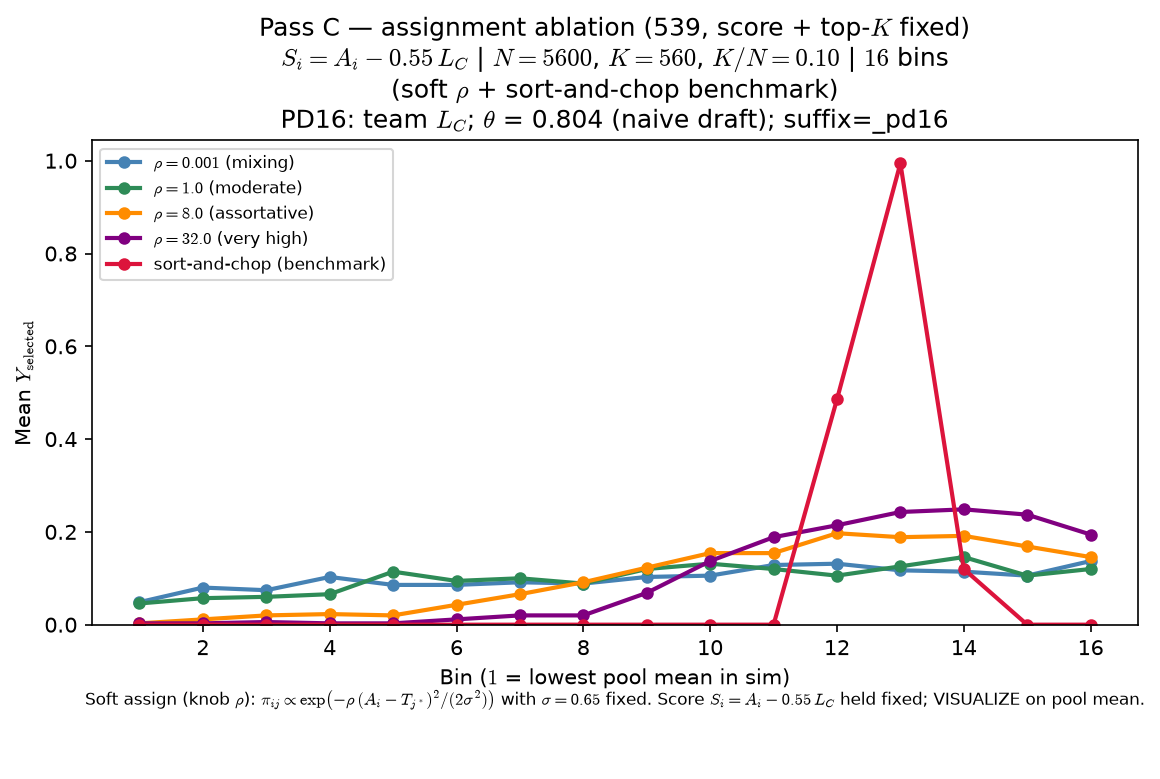 Pass C — assignment ablation (539, score + top-K fixed)
S_i = A_i − 0.55 L_C | N = 5600, K = 560, K/N = 0.10 | 16 bins
(soft ρ + sort-and-chop benchmark)
PD16: team L_C; θ = 0.804 (naive draft); suffix=_pd16
ρ = 0.001 (mixing)
ρ = 1.0 (moderate)
ρ = 8.0 (assortative)
ρ = 32.0 (very high)
sort-and-chop (benchmark)
Mean Y_selected
1.0
0.8
0.6
0.4
0.2
0.0
2 4 6 8 10 12 14 16
Bin (1 = lowest pool mean in sim)
Soft assign (knob ρ): π_ij ∝ exp(−ρ (A_i − T_j*)²/(2σ²)) with σ = 0.65 fixed. Score S_i = A_i − 0.55 L_C held fixed; VISUALIZE on pool mean.